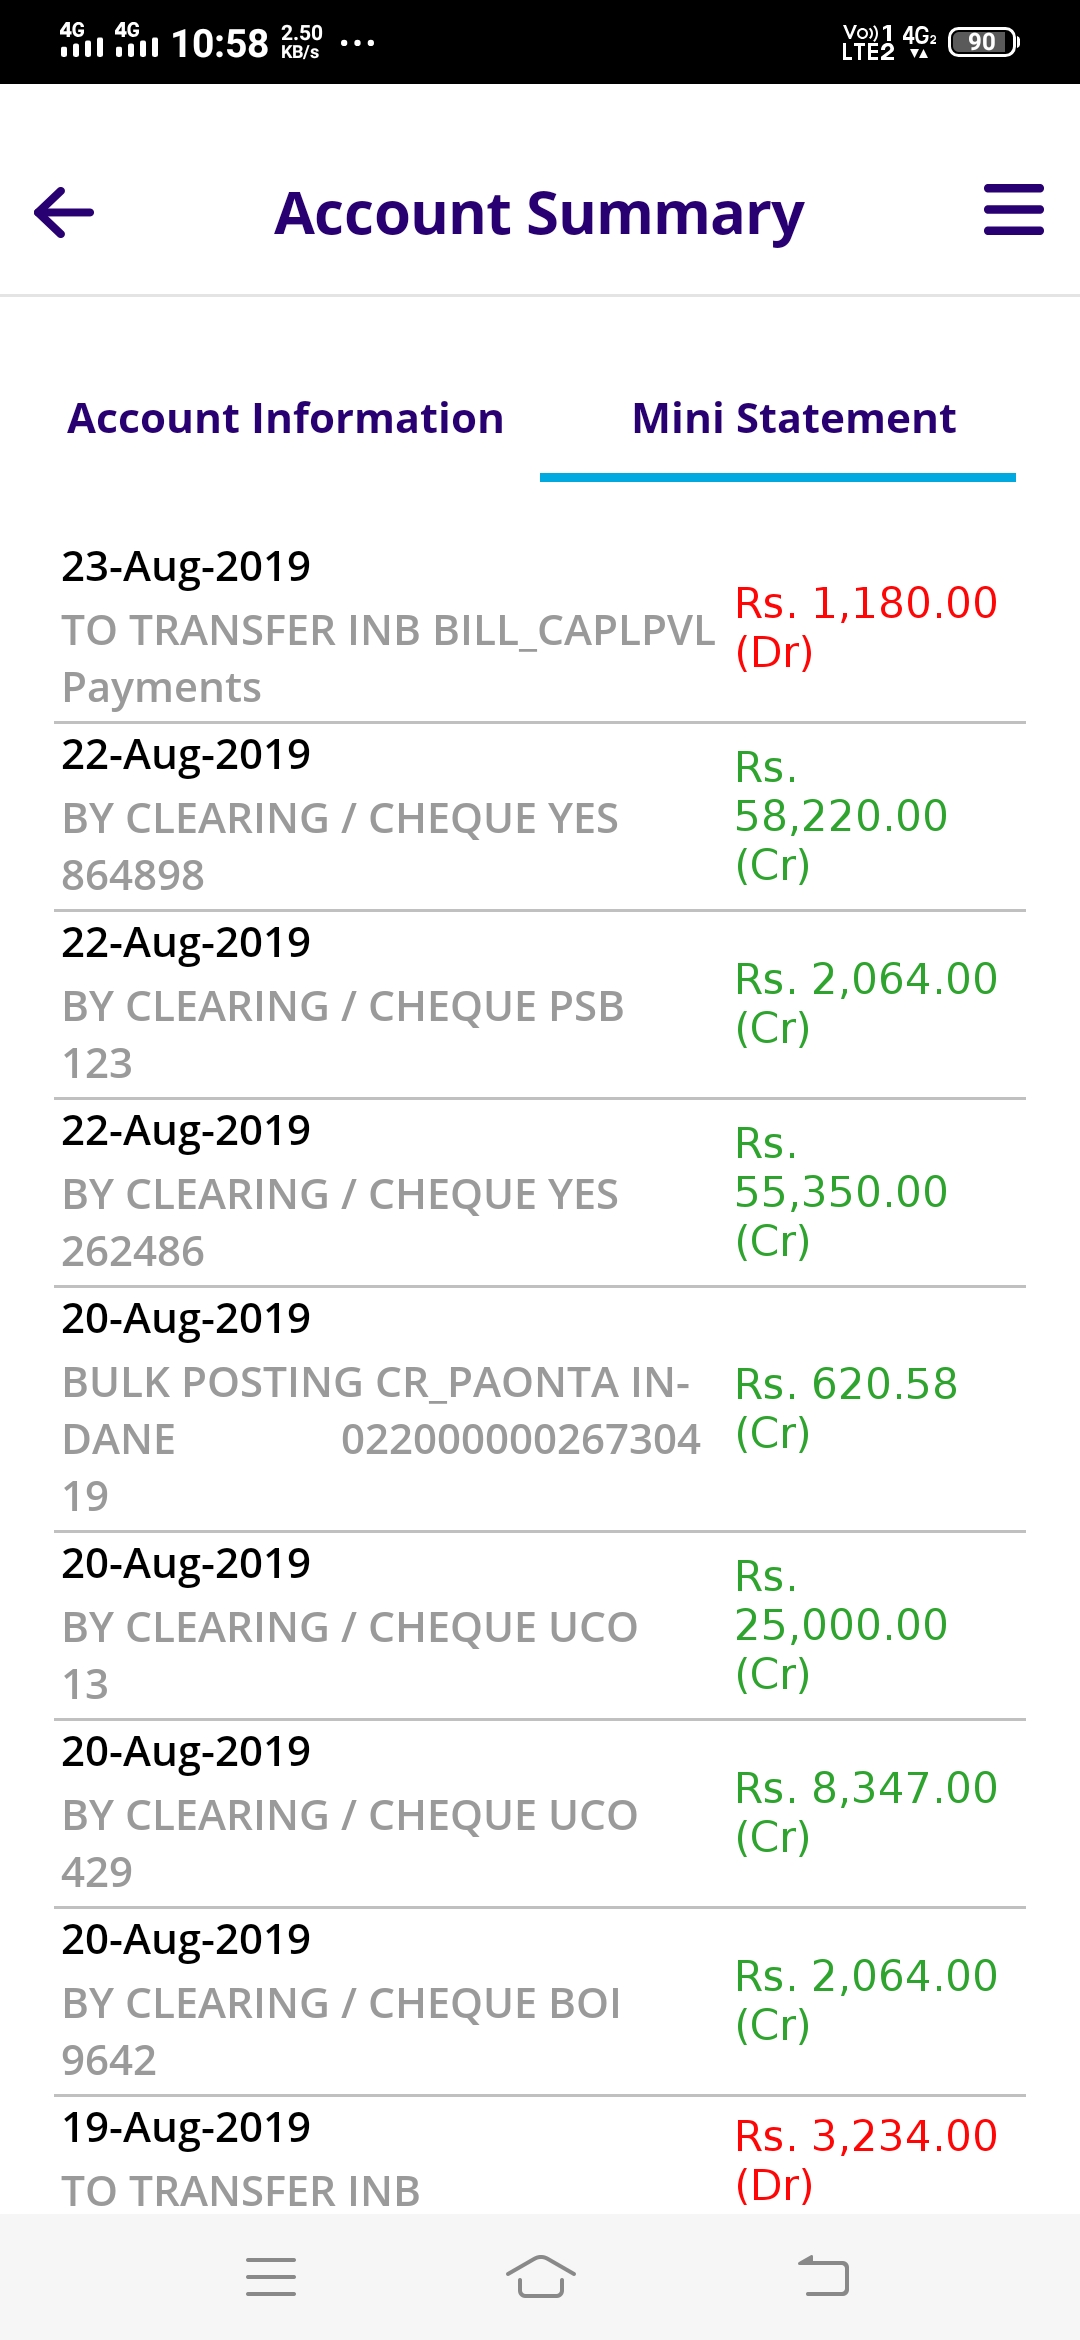 4G 4G 10:58 2.50 KB/s ... VoLTE 1 2 4G2 90
Account Summary
Account Information Mini Statement
23-Aug-2019
TO TRANSFER INB BILL_CAPLPVL
Payments
Rs. 1,180.00
(Dr)
22-Aug-2019
BY CLEARING / CHEQUE YES
864898
Rs.
58,220.00
(Cr)
22-Aug-2019
BY CLEARING / CHEQUE PSB
123
Rs. 2,064.00
(Cr)
22-Aug-2019
BY CLEARING / CHEQUE YES
262486
Rs.
55,350.00
(Cr)
20-Aug-2019
BULK POSTING CR_PAONTA IN-
DANE 022000000267304
19
Rs. 620.58
(Cr)
20-Aug-2019
BY CLEARING / CHEQUE UCO
13
Rs.
25,000.00
(Cr)
20-Aug-2019
BY CLEARING / CHEQUE UCO
429
Rs. 8,347.00
(Cr)
20-Aug-2019
BY CLEARING / CHEQUE BOI
9642
Rs. 2,064.00
(Cr)
19-Aug-2019
TO TRANSFER INB
Rs. 3,234.00
(Dr)